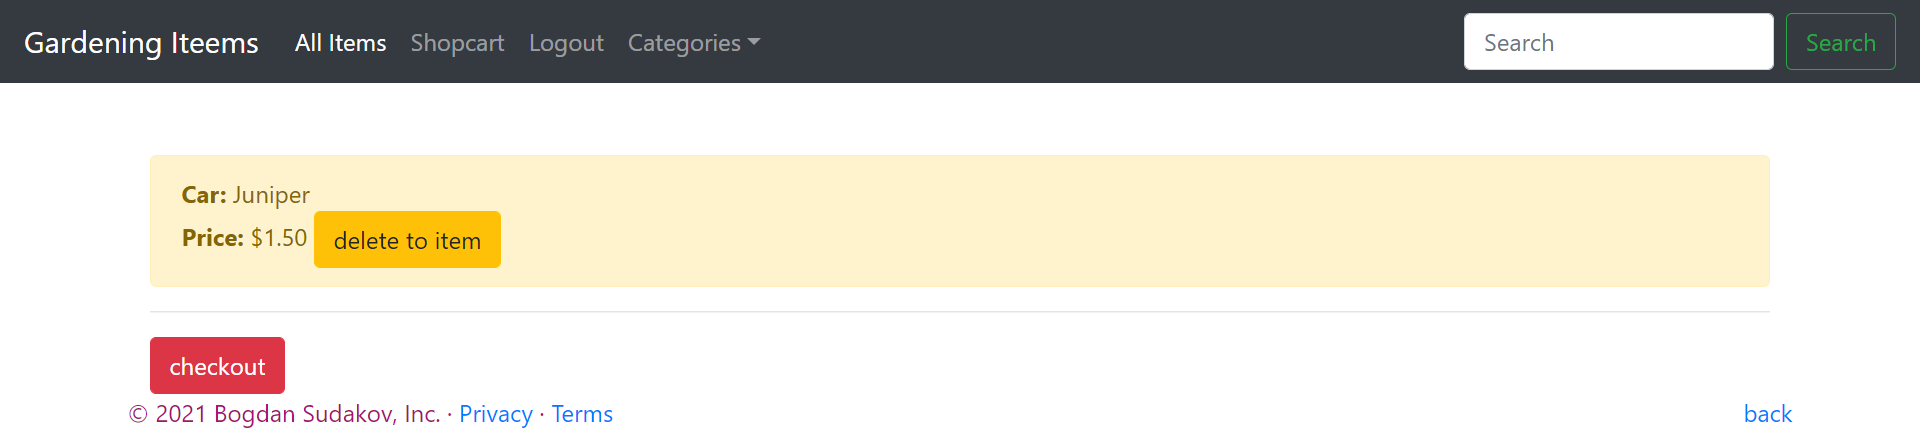 Gardening Iteems All Items Shopcart Logout Categories Search Search
Car: Juniper
Price: $1.50 delete to item
checkout
© 2021 Bogdan Sudakov, Inc. · Privacy · Terms back